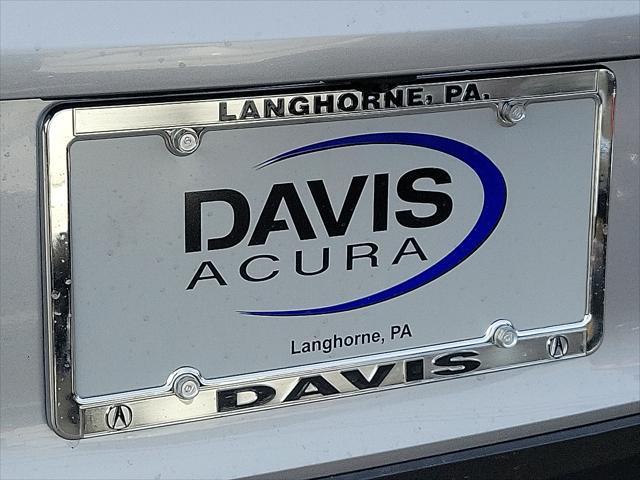 LANGHORNE, PA.
DAVIS
ACURA
Langhorne, PA
DAVIS